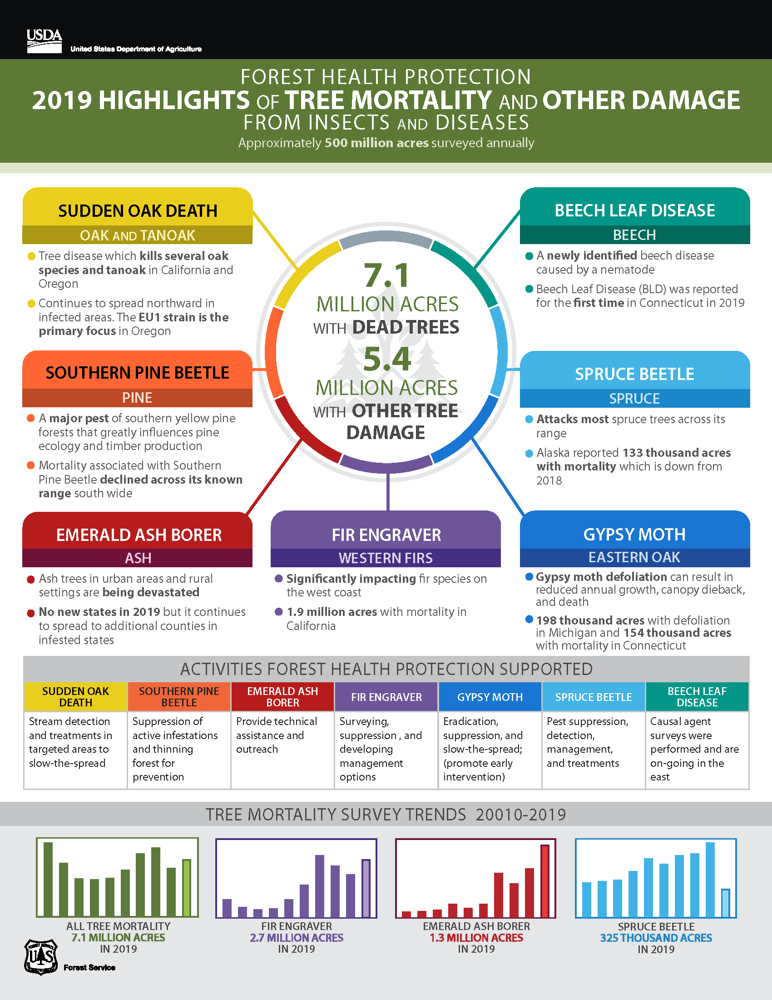 USDA
United States Department of Agriculture
FOREST HEALTH PROTECTION
2019 HIGHLIGHTS OF TREE MORTALITY AND OTHER DAMAGE
FROM INSECTS AND DISEASES
Approximately 500 million acres surveyed annually
SUDDEN OAK DEATH
OAK AND TANOAK
Tree disease which kills several oak
species and tanoak in California and
Oregon
Continues to spread northward in
infected areas. The EU1 strain is the
primary focus in Oregon
SOUTHERN PINE BEETLE
PINE
A major pest of southern yellow pine
forests that greatly influences pine
ecology and timber production
Mortality associated with Southern
Pine Beetle declined across its known
range south wide
EMERALD ASH BORER
ASH
Ash trees in urban areas and rural
settings are being devastated
No new states in 2019 but it continues
to spread to additional counties in
infested states
7.1
MILLION ACRES
WITH DEAD TREES
5.4
MILLION ACRES
WITH OTHER TREE
DAMAGE
FIR ENGRAVER
WESTERN FIRS
Significantly impacting fir species on
the west coast
1.9 million acres with mortality in
California
BEECH LEAF DISEASE
BEECH
A newly identified beech disease
caused by a nematode
Beech Leaf Disease (BLD) was reported
for the first time in Connecticut in 2019
SPRUCE BEETLE
SPRUCE
Attacks most spruce trees across its
range
Alaska reported 133 thousand acres
with mortality which is down from
2018
GYPSY MOTH
EASTERN OAK
Gypsy moth defoliation can result in
reduced annual growth, canopy dieback,
and death
198 thousand acres with defoliation
in Michigan and 154 thousand acres
with mortality in Connecticut
ACTIVITIES FOREST HEALTH PROTECTION SUPPORTED
SUDDEN OAK
DEATH
Stream detection
and treatments in
targeted areas to
slow-the-spread
SOUTHERN PINE
BEETLE
Suppression of
active infestations
and thinning
forest for
prevention
EMERALD ASH
BORER
Provide technical
assistance and
outreach
FIR ENGRAVER
Surveying,
suppression , and
developing
management
options
GYPSY MOTH
Eradication,
suppression, and
slow-the-spread;
(promote early
intervention)
SPRUCE BEETLE
Pest suppression,
detection,
management,
and treatments
BEECH LEAF
DISEASE
Causal agent
surveys were
performed and are
on-going in the
east
TREE MORTALITY SURVEY TRENDS 20010-2019
ALL TREE MORTALITY
7.1 MILLION ACRES
IN 2019
FIR ENGRAVER
2.7 MILLION ACRES
IN 2019
EMERALD ASH BORER
1.3 MILLION ACRES
IN 2019
SPRUCE BEETLE
325 THOUSAND ACRES
IN 2019
FOREST SERVICE
U S
Forest Service